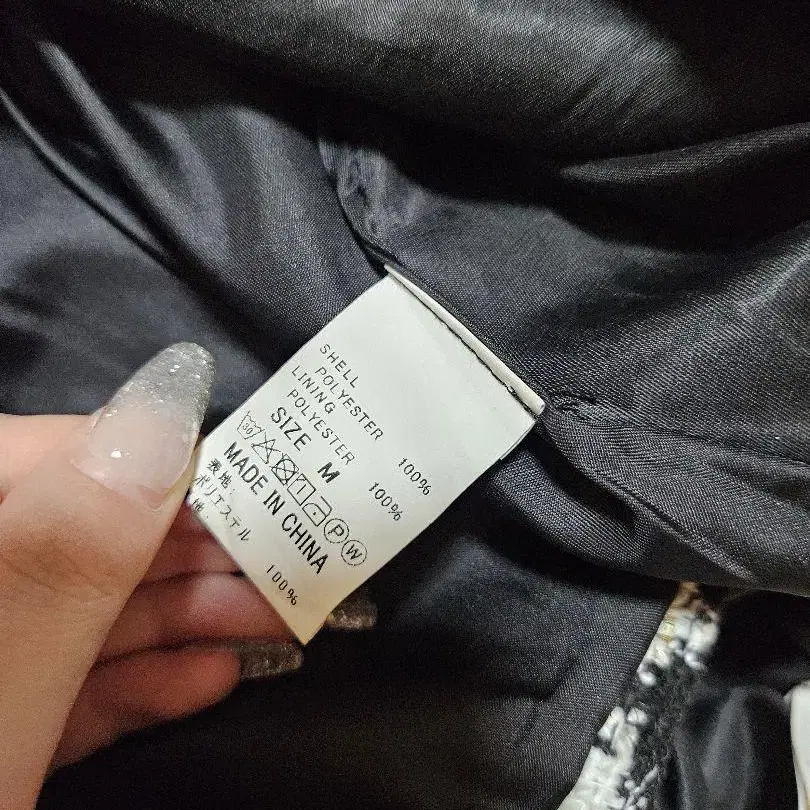 SHELL
POLYESTER 100%
LINING
POLYESTER 100%
SIZE M
30 P W
MADE IN CHINA
表地:
ポリエステル 100%